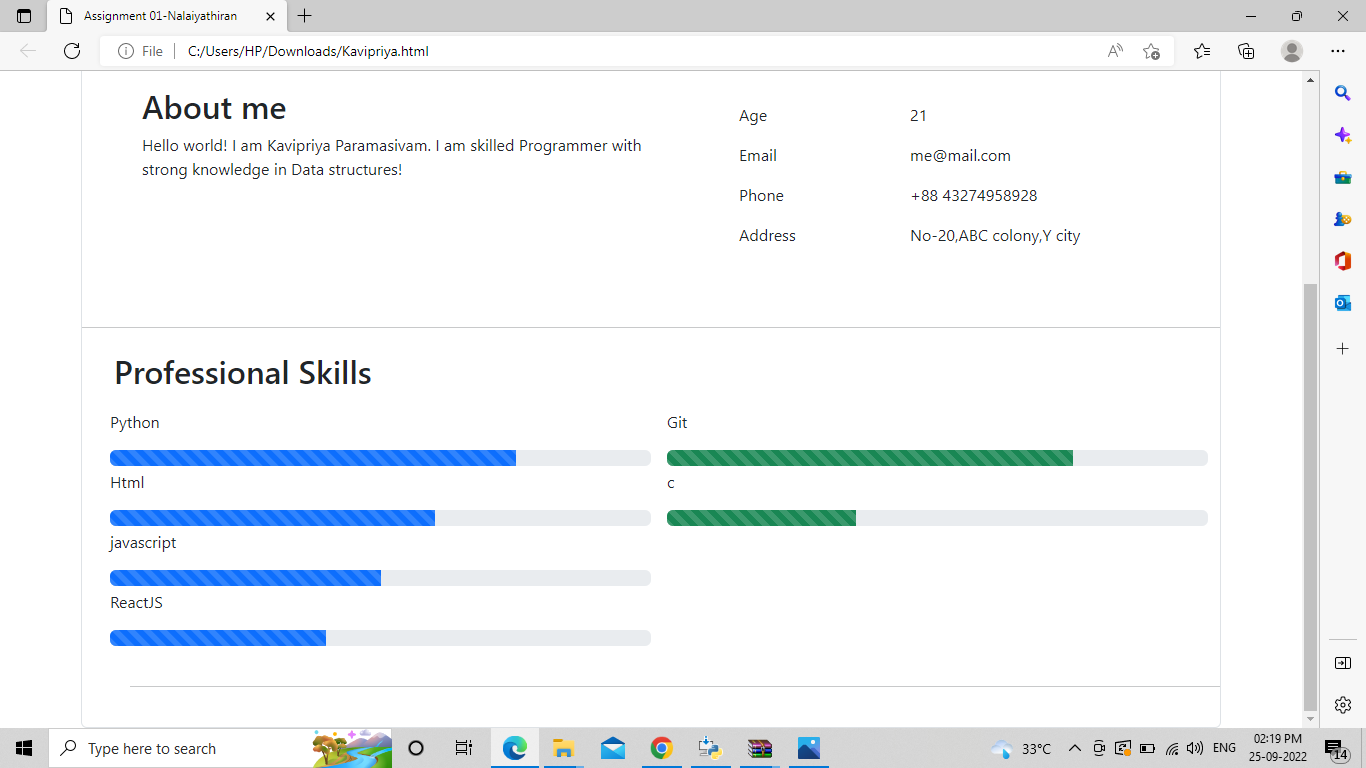 Assignment 01-Nalaiyathiran
File
C:/Users/HP/Downloads/Kavipriya.html
About me
Hello world! I am Kavipriya Paramasivam. I am skilled Programmer with
strong knowledge in Data structures!
Age 21
Email me@mail.com
Phone +88 43274958928
Address No-20,ABC colony,Y city
Professional Skills
Python
Git
Html
c
javascript
ReactJS
Type here to search
33°C
ENG
02:19 PM
25-09-2022
14